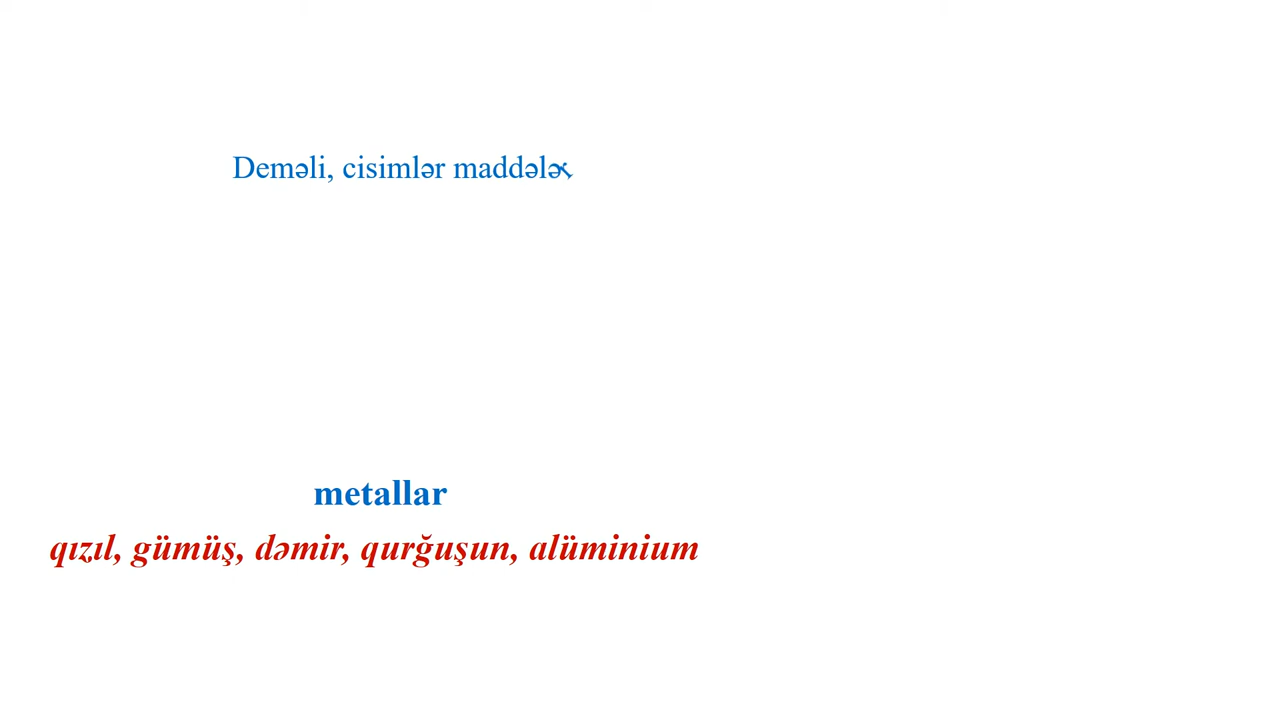 Deməli, cisimlər
metallar
qızıl, gümüş, dəmir, qurğuşun, alüminium